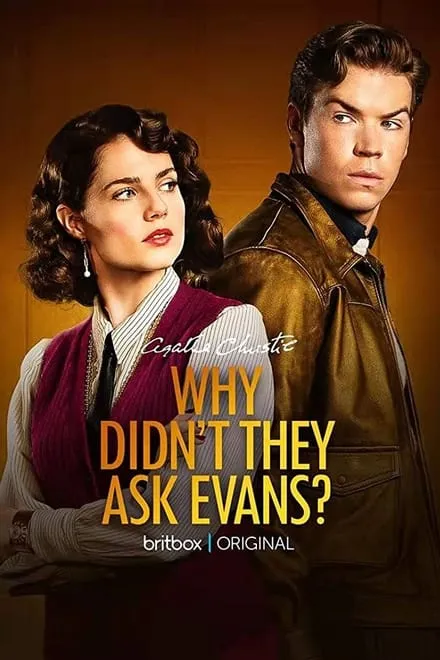 Agatha Christie
WHY
DIDN'T THEY
ASK EVANS?
britbox | ORIGINAL